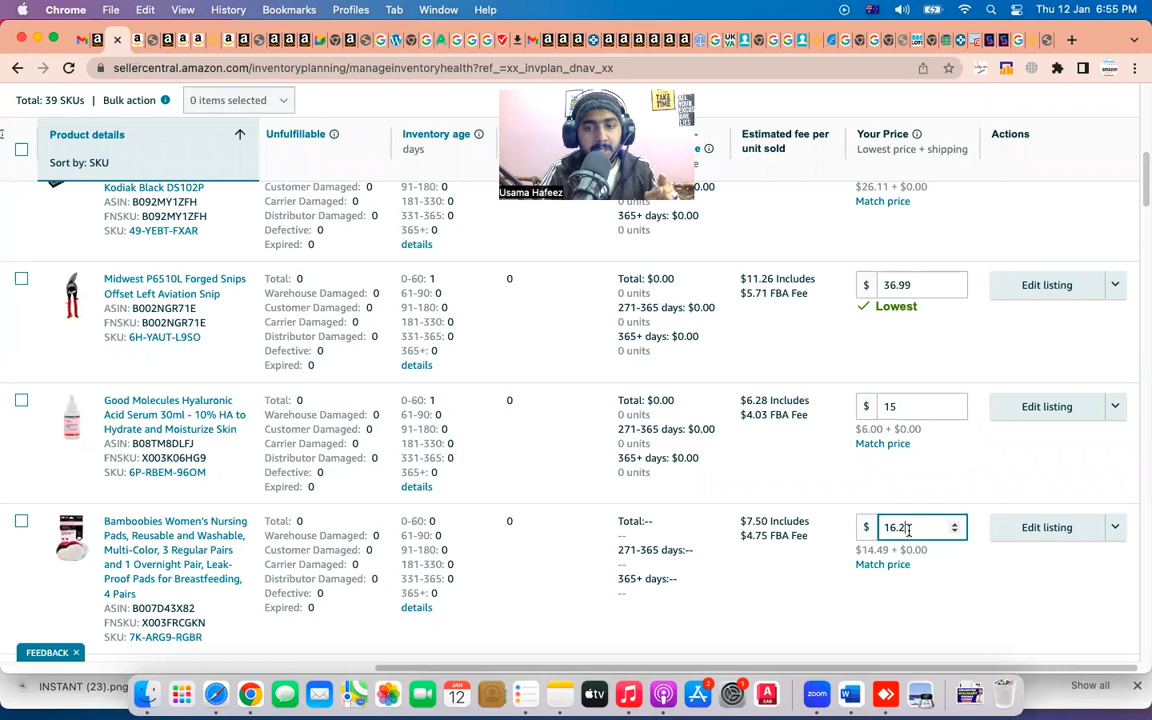 Chrome File Edit View History Bookmarks Profiles Tab Window Help Thu 12 Jan 6:55 PM
sellercentral.amazon.com/inventoryplanning/manageinventoryhealth?ref_=xx_invplan_dnav_xx
Total: 39 SKUs | Bulk action 0 items selected
Product details
Sort by: SKU
Unfulfillable
Inventory age
days
Estimated fee per
unit sold
Your Price
Lowest price + shipping
Actions
TAKE
TIME
Usama Hafeez
Kodiak Black DS102P
ASIN: B092MY1ZFH
FNSKU: B092MY1ZFH
SKU: 49-YEBT-FXAR
Customer Damaged: 0
Carrier Damaged: 0
Distributor Damaged: 0
Defective: 0
Expired: 0
91-180: 0
181-330: 0
331-365: 0
365+: 0
details
365+ days: $0.00
0 units
$26.11 + $0.00
Match price
Midwest P6510L Forged Snips
Offset Left Aviation Snip
ASIN: B002NGR71E
FNSKU: B002NGR71E
SKU: 6H-YAUT-L9SO
Total: 0
Warehouse Damaged: 0
Customer Damaged: 0
Carrier Damaged: 0
Distributor Damaged: 0
Defective: 0
Expired: 0
0-60: 1
61-90: 0
91-180: 0
181-330: 0
331-365: 0
365+: 0
details
0
Total: $0.00
0 units
271-365 days: $0.00
0 units
365+ days: $0.00
0 units
$11.26 Includes
$5.71 FBA Fee
$ 36.99
Lowest
Edit listing
Good Molecules Hyaluronic
Acid Serum 30ml - 10% HA to
Hydrate and Moisturize Skin
ASIN: B08TM8DLFJ
FNSKU: X003K06HG9
SKU: 6P-RBEM-96OM
Total: 0
Warehouse Damaged: 0
Customer Damaged: 0
Carrier Damaged: 0
Distributor Damaged: 0
Defective: 0
Expired: 0
0-60: 1
61-90: 0
91-180: 0
181-330: 0
331-365: 0
365+: 0
details
0
Total: $0.00
0 units
271-365 days: $0.00
0 units
365+ days: $0.00
0 units
$6.28 Includes
$4.03 FBA Fee
$ 15
$6.00 + $0.00
Match price
Edit listing
Bamboobies Women's Nursing
Pads, Reusable and Washable,
Multi-Color, 3 Regular Pairs
and 1 Overnight Pair, Leak-
Proof Pads for Breastfeeding,
4 Pairs
ASIN: B007D43X82
FNSKU: X003FRCGKN
SKU: 7K-ARG9-RGBR
Total: 0
Warehouse Damaged: 0
Customer Damaged: 0
Carrier Damaged: 0
Distributor Damaged: 0
Defective: 0
Expired: 0
0-60: 0
61-90: 0
91-180: 0
181-330: 0
331-365: 0
365+: 0
details
0
Total:--
--
271-365 days:--
--
365+ days:--
--
$7.50 Includes
$4.75 FBA Fee
$ 16.2
$14.49 + $0.00
Match price
Edit listing
FEEDBACK ×
INSTANT (23).png
Show all
JAN
12
tv
zoom